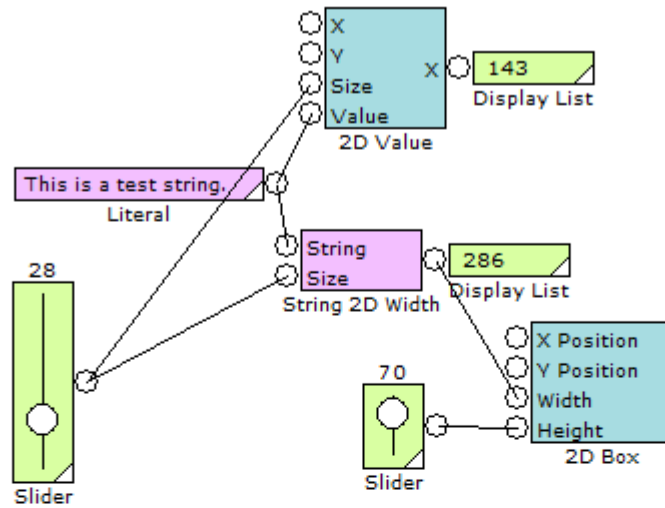 X
Y
Size
Value
X
2D Value
143
Display List
This is a test string.
Literal
String
Size
String 2D Width
286
Display List
28
Slider
70
Slider
X Position
Y Position
Width
Height
2D Box